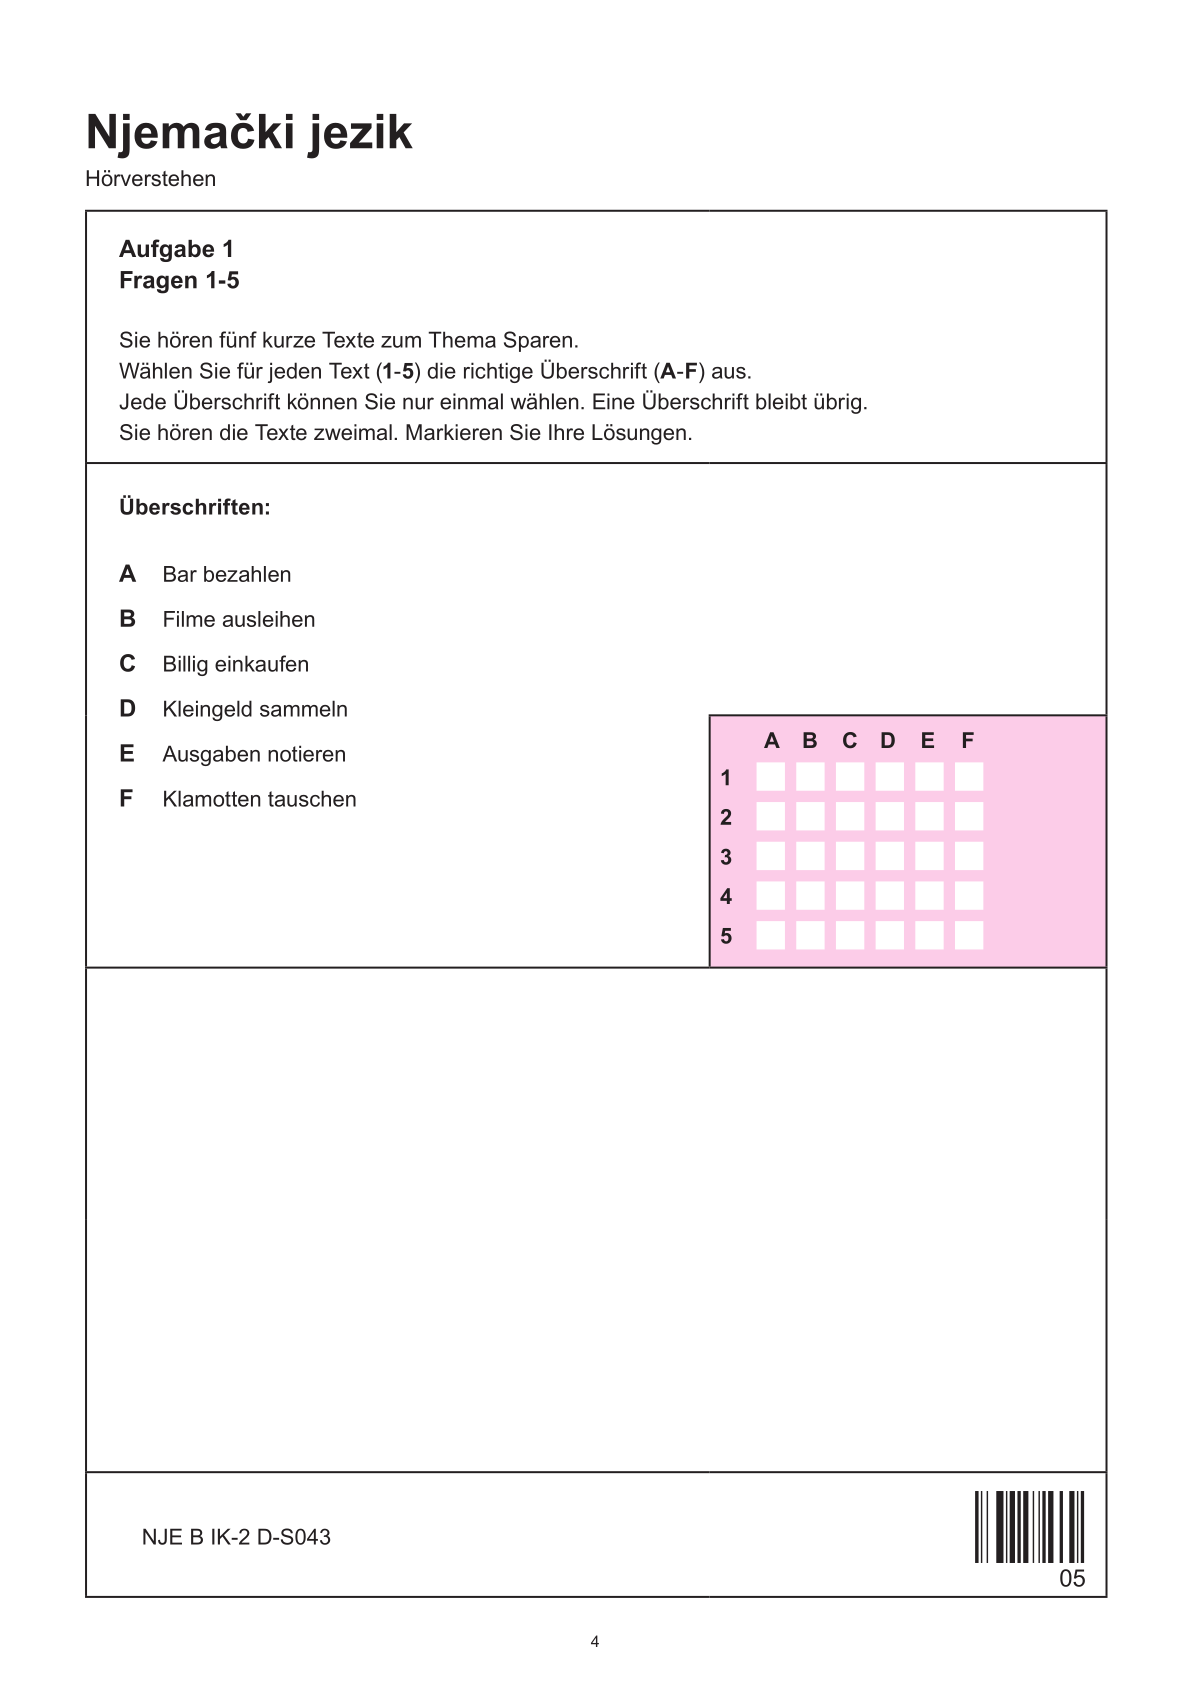 Njemački jezik
Hörverstehen
Aufgabe 1
Fragen 1-5
Sie hören fünf kurze Texte zum Thema Sparen.
Wählen Sie für jeden Text (1-5) die richtige Überschrift (A-F) aus.
Jede Überschrift können Sie nur einmal wählen. Eine Überschrift bleibt übrig.
Sie hören die Texte zweimal. Markieren Sie Ihre Lösungen.
Überschriften:
A Bar bezahlen
B Filme ausleihen
C Billig einkaufen
D Kleingeld sammeln
E Ausgaben notieren
F Klamotten tauschen
A B C D E F
1
2
3
4
5
NJE B IK-2 D-S043
05
4